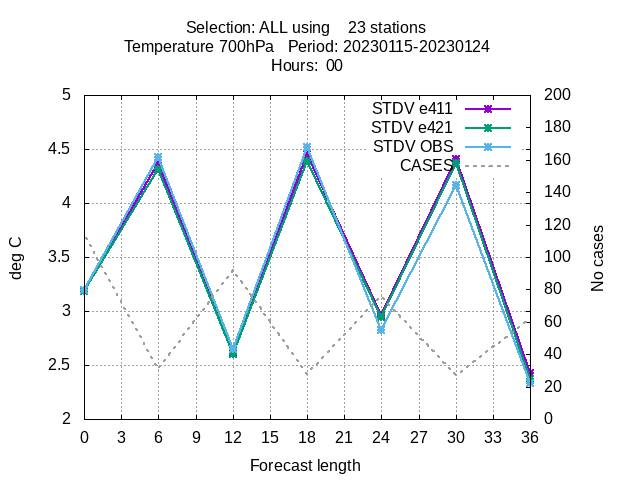 Selection: ALL using    23 stations
Temperature 700hPa   Period: 20230115-20230124
Hours:  00
STDV e411
STDV e421
STDV OBS
CASES
5
4.5
4
3.5
3
2.5
2
deg C
200
180
160
140
120
100
80
60
40
20
0
No cases
0 3 6 9 12 15 18 21 24 27 30 33 36
Forecast length